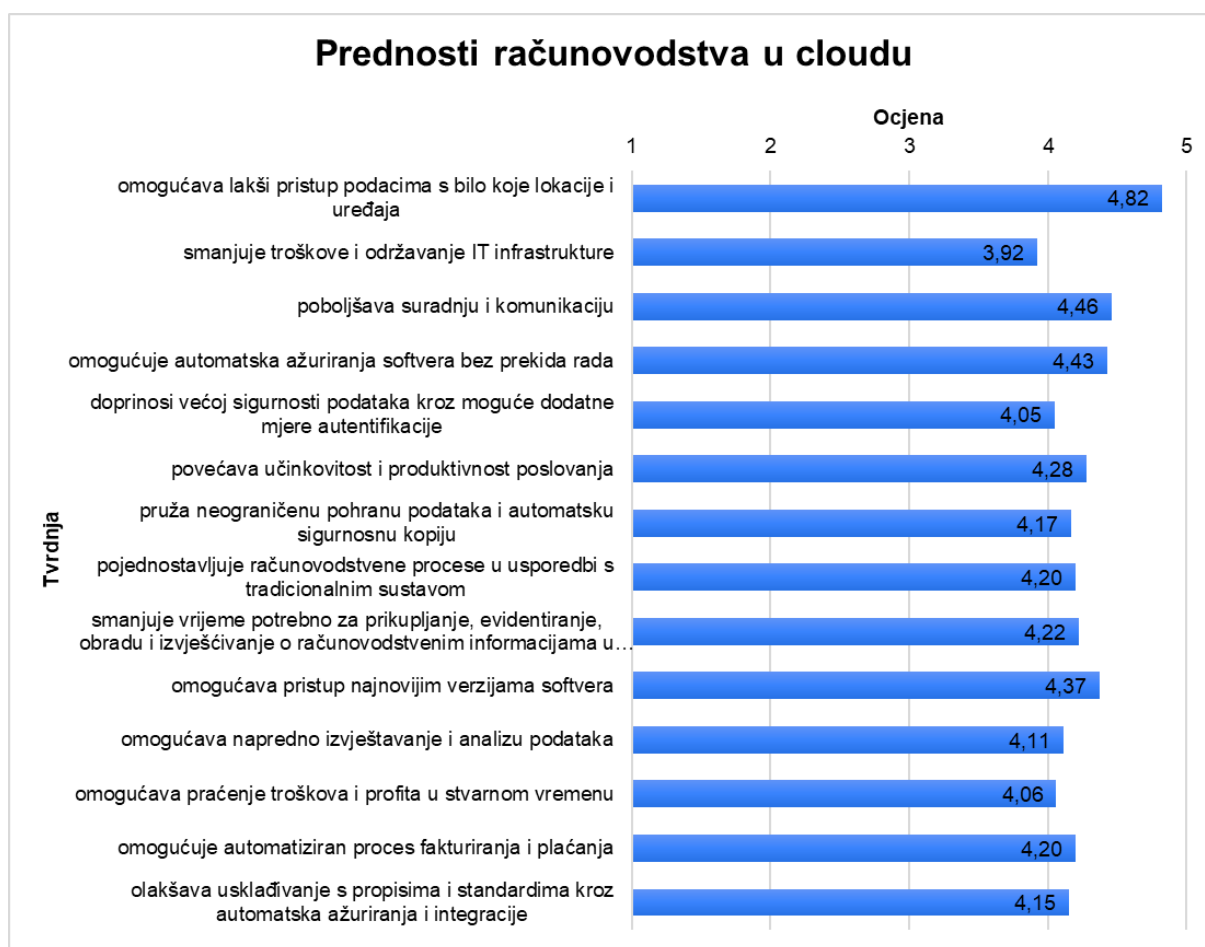 Prednosti računovodstva u cloudu
Ocjena
1 2 3 4 5
omogućava lakši pristup podacima s bilo koje lokacije i
uređaja
4,82
smanjuje troškove i održavanje IT infrastrukture
3,92
poboljšava suradnju i komunikaciju
4,46
omogućuje automatska ažuriranja softvera bez prekida rada
4,43
doprinosi većoj sigurnosti podataka kroz moguće dodatne
mjere autentifikacije
4,05
povećava učinkovitost i produktivnost poslovanja
4,28
pruža neograničenu pohranu podataka i automatsku
sigurnosnu kopiju
4,17
Tvrdnja
pojednostavljuje računovodstvene procese u usporedbi s
tradicionalnim sustavom
4,20
smanjuje vrijeme potrebno za prikupljanje, evidentiranje,
obradu i izvješćivanje o računovodstvenim informacijama u…
4,22
omogućava pristup najnovijim verzijama softvera
4,37
omogućava napredno izvještavanje i analizu podataka
4,11
omogućava praćenje troškova i profita u stvarnom vremenu
4,06
omogućuje automatiziran proces fakturiranja i plaćanja
4,20
olakšava usklađivanje s propisima i standardima kroz
automatska ažuriranja i integracije
4,15